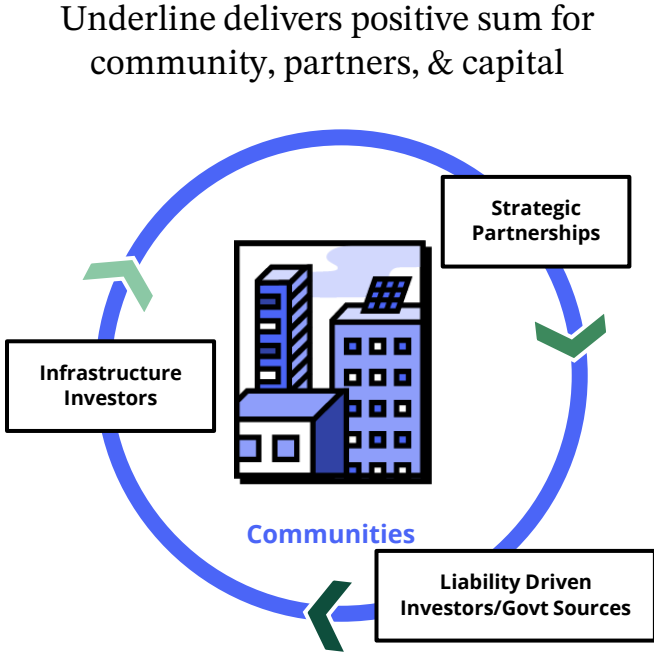 Underline delivers positive sum for
community, partners, & capital
Strategic
Partnerships
Infrastructure
Investors
Communities
Liability Driven
Investors/Govt Sources